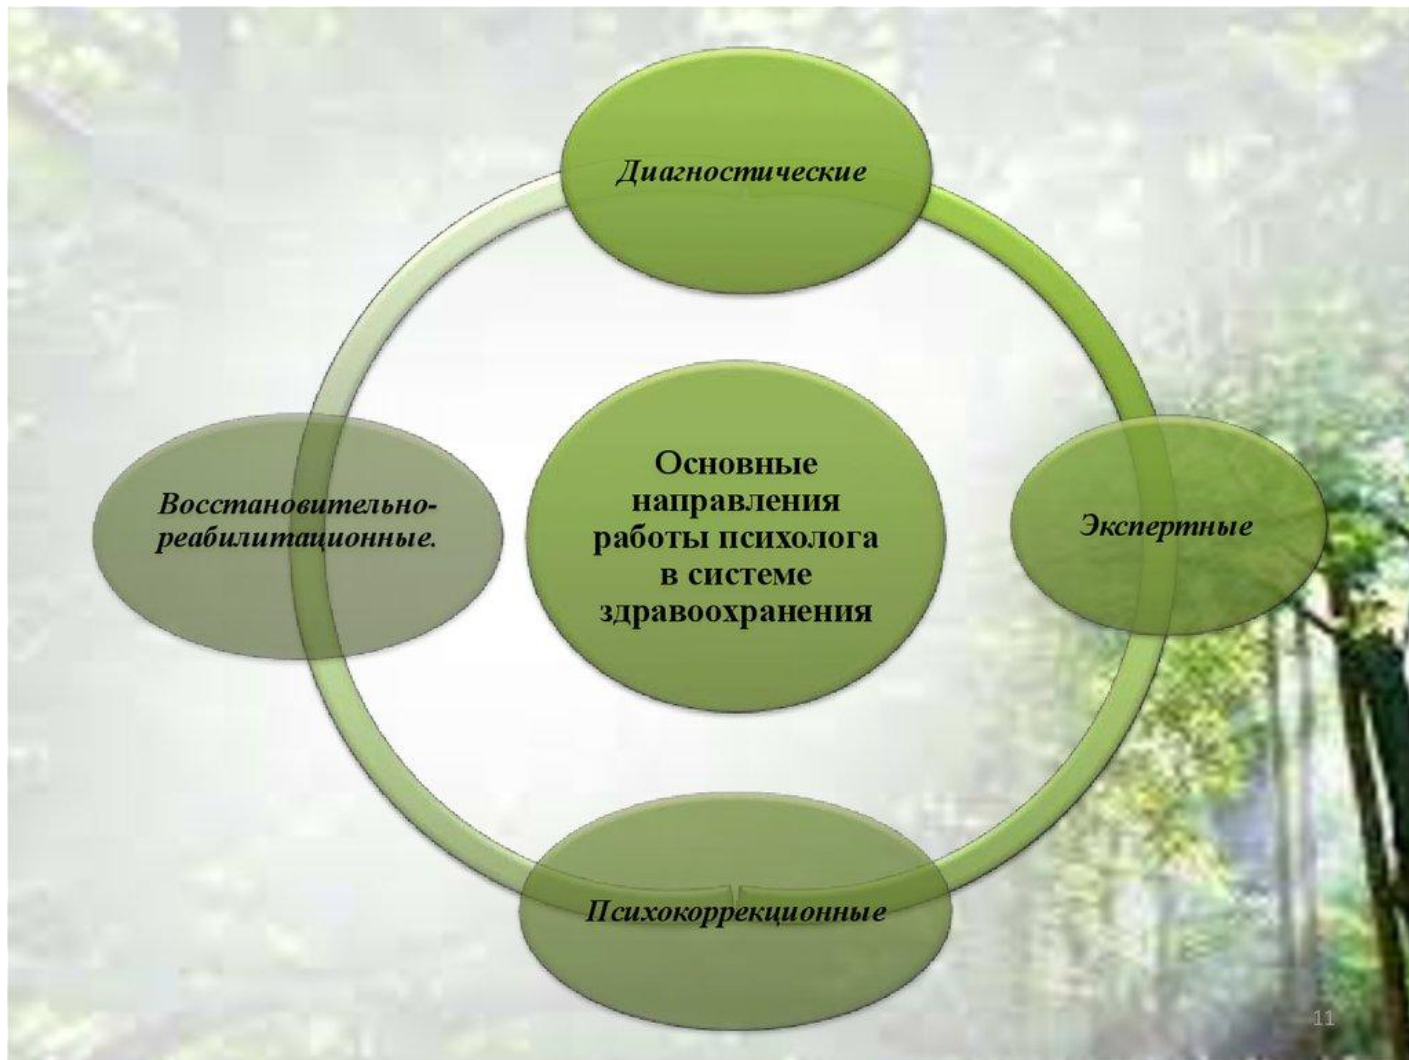 Диагностические
Восстановительно-
реабилитационные.
Основные
направления
работы психолога
в системе
здравоохранения
Экспертные
Психокоррекционные
11